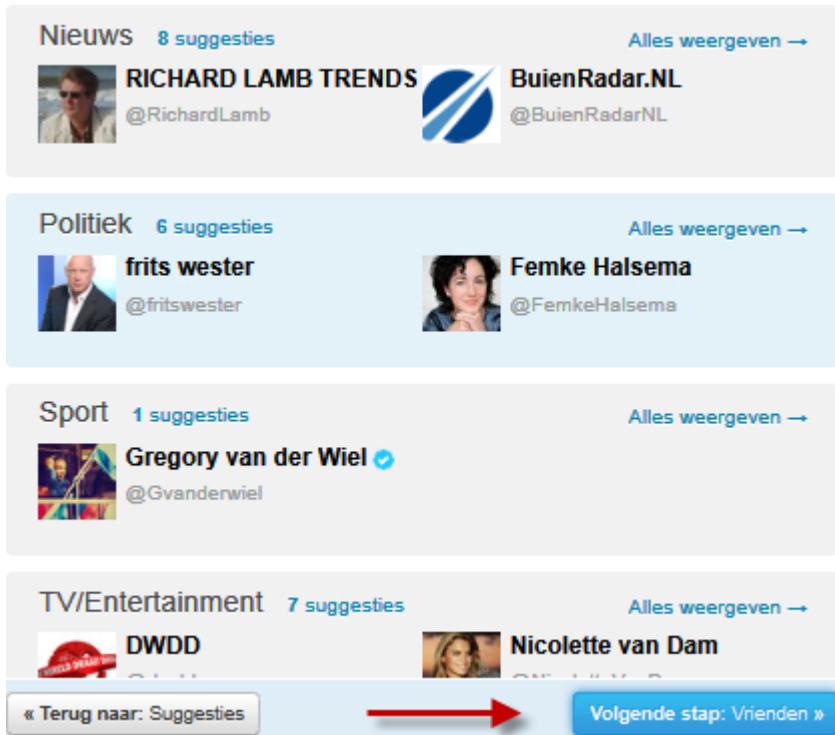 Nieuws 8 suggesties Alles weergeven →
RICHARD LAMB TRENDS BuienRadar.NL
@RichardLamb @BuienRadarNL
Politiek 6 suggesties Alles weergeven →
frits wester Femke Halsema
@fritswester @FemkeHalsema
Sport 1 suggesties Alles weergeven →
Gregory van der Wiel
@Gvanderwiel
TV/Entertainment 7 suggesties Alles weergeven →
DWDD Nicolette van Dam
« Terug naar: Suggesties Volgende stap: Vrienden »